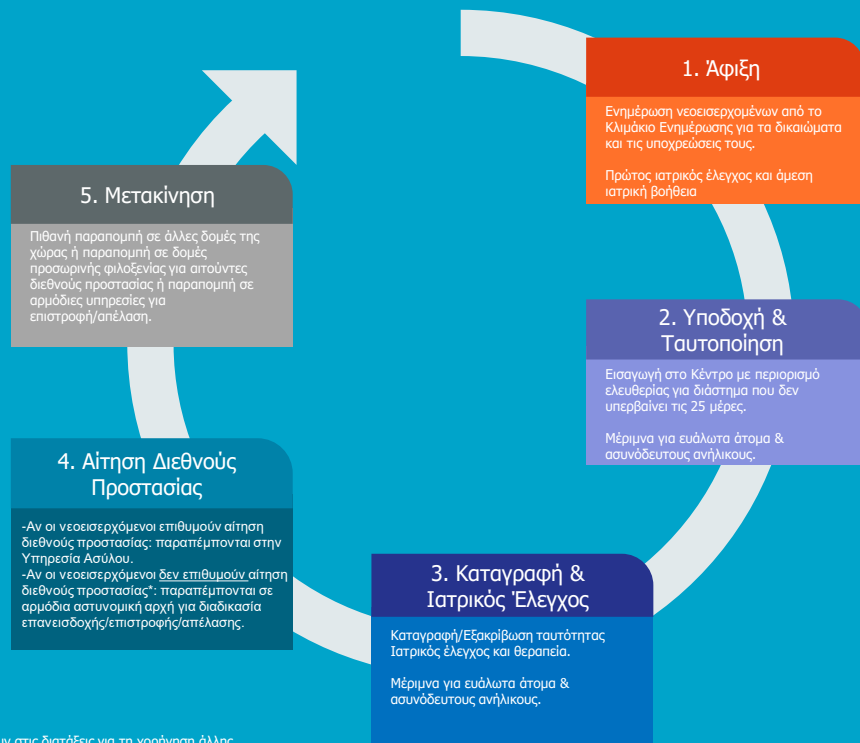 1. Άφιξη
Ενημέρωση νεοεισερχομένων από το
Κλιμάκιο Ενημέρωσης για τα δικαιώματα
και τις υποχρεώσεις τους.
Πρώτος ιατρικός έλεγχος και άμεση
ιατρική βοήθεια
2. Υποδοχή &
Ταυτοποίηση
Εισαγωγή στο Κέντρο με περιορισμό
ελευθερίας για διάστημα που δεν
υπερβαίνει τις 25 μέρες.
Μέριμνα για ευάλωτα άτομα &
ασυνόδευτους ανήλικους.
3. Καταγραφή &
Ιατρικός Έλεγχος
Καταγραφή/Εξακρίβωση ταυτότητας
Ιατρικός έλεγχος και θεραπεία.
Μέριμνα για ευάλωτα άτομα &
ασυνόδευτους ανήλικους.
4. Αίτηση Διεθνούς
Προστασίας
-Αν οι νεοεισερχόμενοι επιθυμούν αίτηση
διεθνούς προστασίας: παραπέμπονται στην
Υπηρεσία Ασύλου.
-Αν οι νεοεισερχόμενοι δεν επιθυμούν αίτηση
διεθνούς προστασίας*: παραπέμπονται σε
αρμόδια αστυνομική αρχή για διαδικασία
επανεισδοχής/επιστροφής/απέλασης.
5. Μετακίνηση
Πιθανή παραπομπή σε άλλες δομές της
χώρας ή παραπομπή σε δομές
προσωρινής φιλοξενίας για αιτούντες
διεθνούς προστασίας ή παραπομπή σε
αρμόδιες υπηρεσίες για
επιστροφή/απέλαση.
στις διατάξεις για τη χορήγηση άλλης